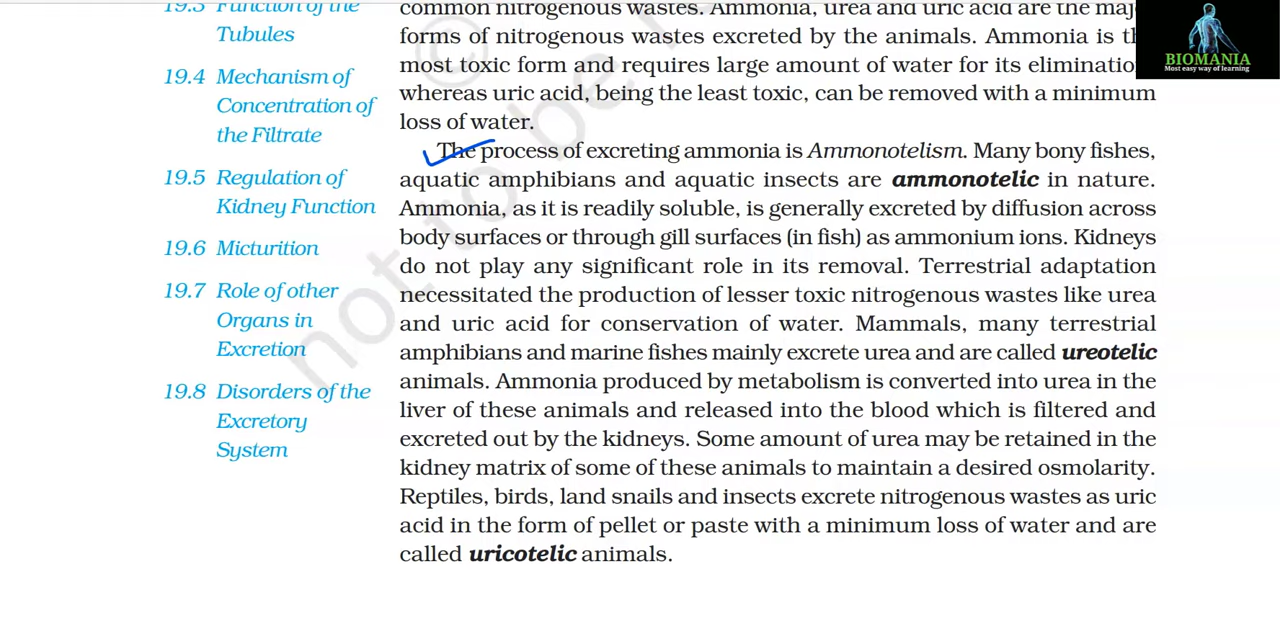 19.3 Function of the
Tubules
19.4 Mechanism of
Concentration of
the Filtrate
19.5 Regulation of
Kidney Function
19.6 Micturition
19.7 Role of other
Organs in
Excretion
19.8 Disorders of the
Excretory
System
common nitrogenous wastes. Ammonia, urea and uric acid are the maj
forms of nitrogenous wastes excreted by the animals. Ammonia is th
most toxic form and requires large amount of water for its eliminatio
whereas uric acid, being the least toxic, can be removed with a minimum
loss of water.
The process of excreting ammonia is Ammonotelism. Many bony fishes,
aquatic amphibians and aquatic insects are ammonotelic in nature.
Ammonia, as it is readily soluble, is generally excreted by diffusion across
body surfaces or through gill surfaces (in fish) as ammonium ions. Kidneys
do not play any significant role in its removal. Terrestrial adaptation
necessitated the production of lesser toxic nitrogenous wastes like urea
and uric acid for conservation of water. Mammals, many terrestrial
amphibians and marine fishes mainly excrete urea and are called ureotelic
animals. Ammonia produced by metabolism is converted into urea in the
liver of these animals and released into the blood which is filtered and
excreted out by the kidneys. Some amount of urea may be retained in the
kidney matrix of some of these animals to maintain a desired osmolarity.
Reptiles, birds, land snails and insects excrete nitrogenous wastes as uric
acid in the form of pellet or paste with a minimum loss of water and are
called uricotelic animals.
BIOMANIA
Most easy way of learning
© not to be